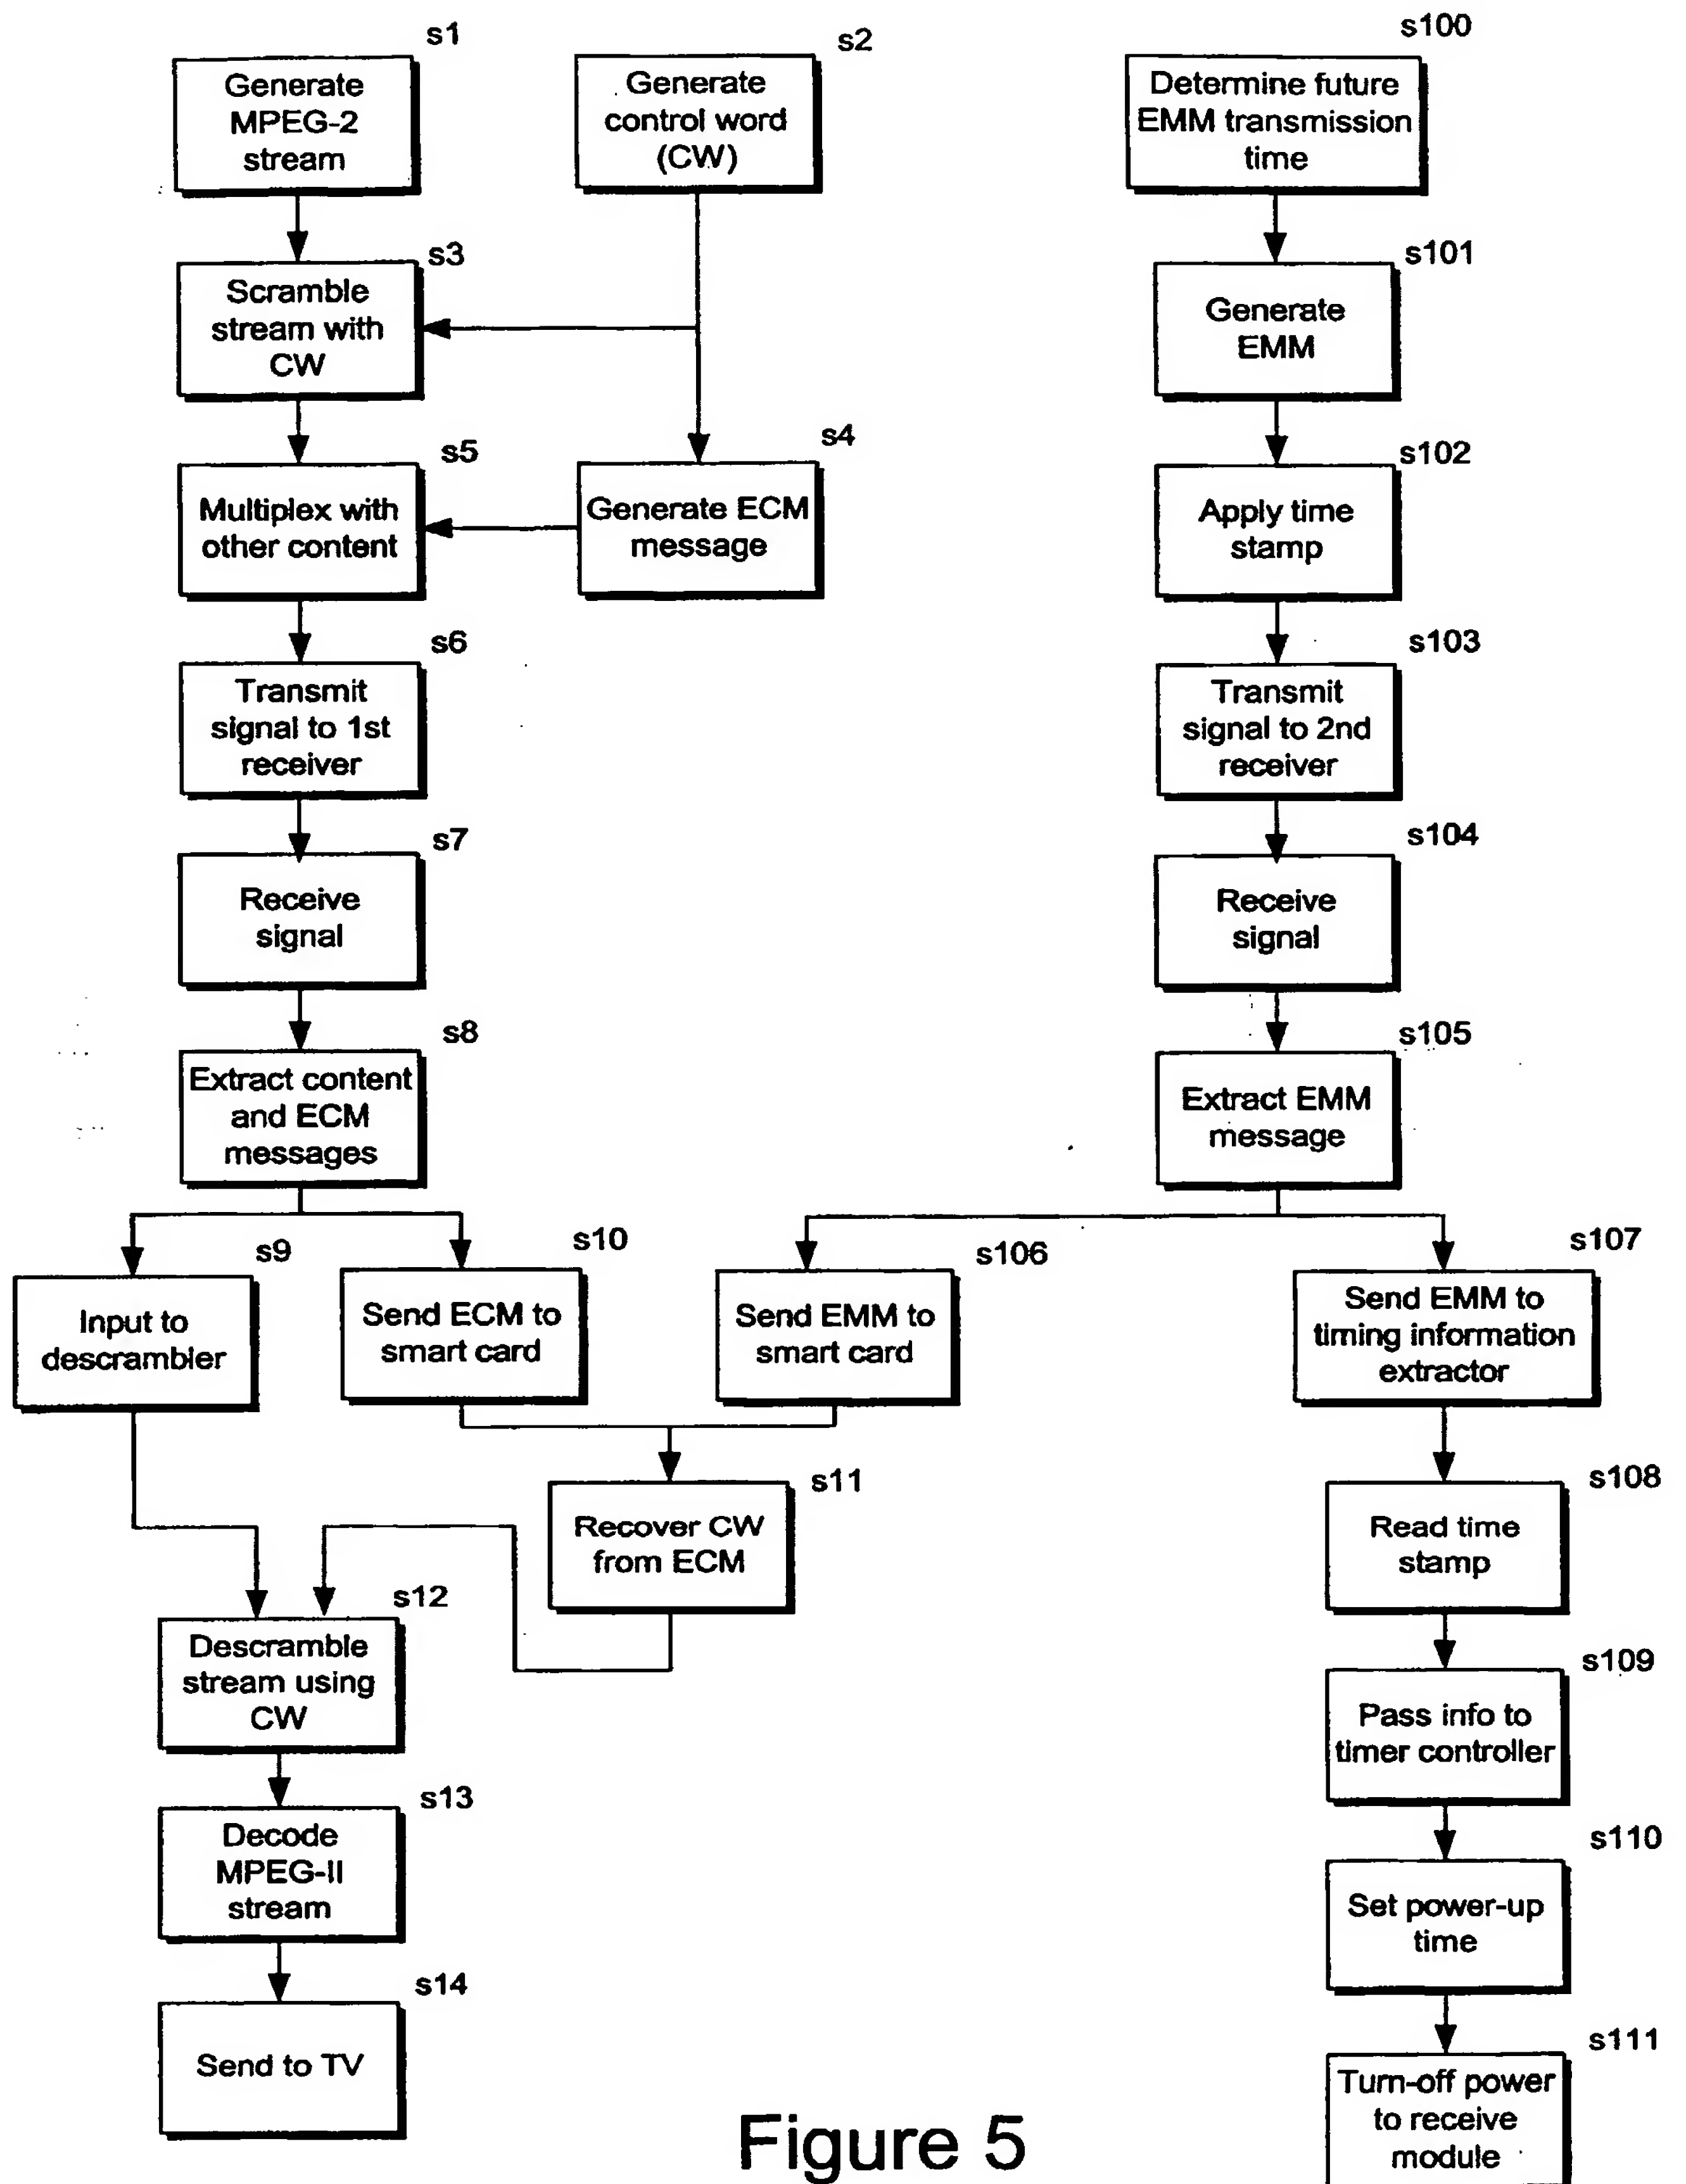 s1
Generate
MPEG-2
stream
s2
Generate
control word
(CW)
s100
Determine future
EMM transmission
time
s3
Scramble
stream with
CW
s101
Generate
EMM
s5
Multiplex with
other content
s4
Generate ECM
message
s102
Apply time
stamp
s6
Transmit
signal to 1st
receiver
s103
Transmit
signal to 2nd
receiver
s7
Receive
signal
s104
Receive
signal
s8
Extract content
and ECM
messages
s105
Extract EMM
message
s9
Input to
descrambler
s10
Send ECM to
smart card
s106
Send EMM to
smart card
s107
Send EMM to
timing information
extractor
s11
Recover CW
from ECM
s108
Read time
stamp
s12
Descramble
stream using
CW
s109
Pass info to
timer controller
s13
Decode
MPEG-II
stream
s110
Set power-up
time
s14
Send to TV
s111
Turn-off power
to receive
module
Figure 5